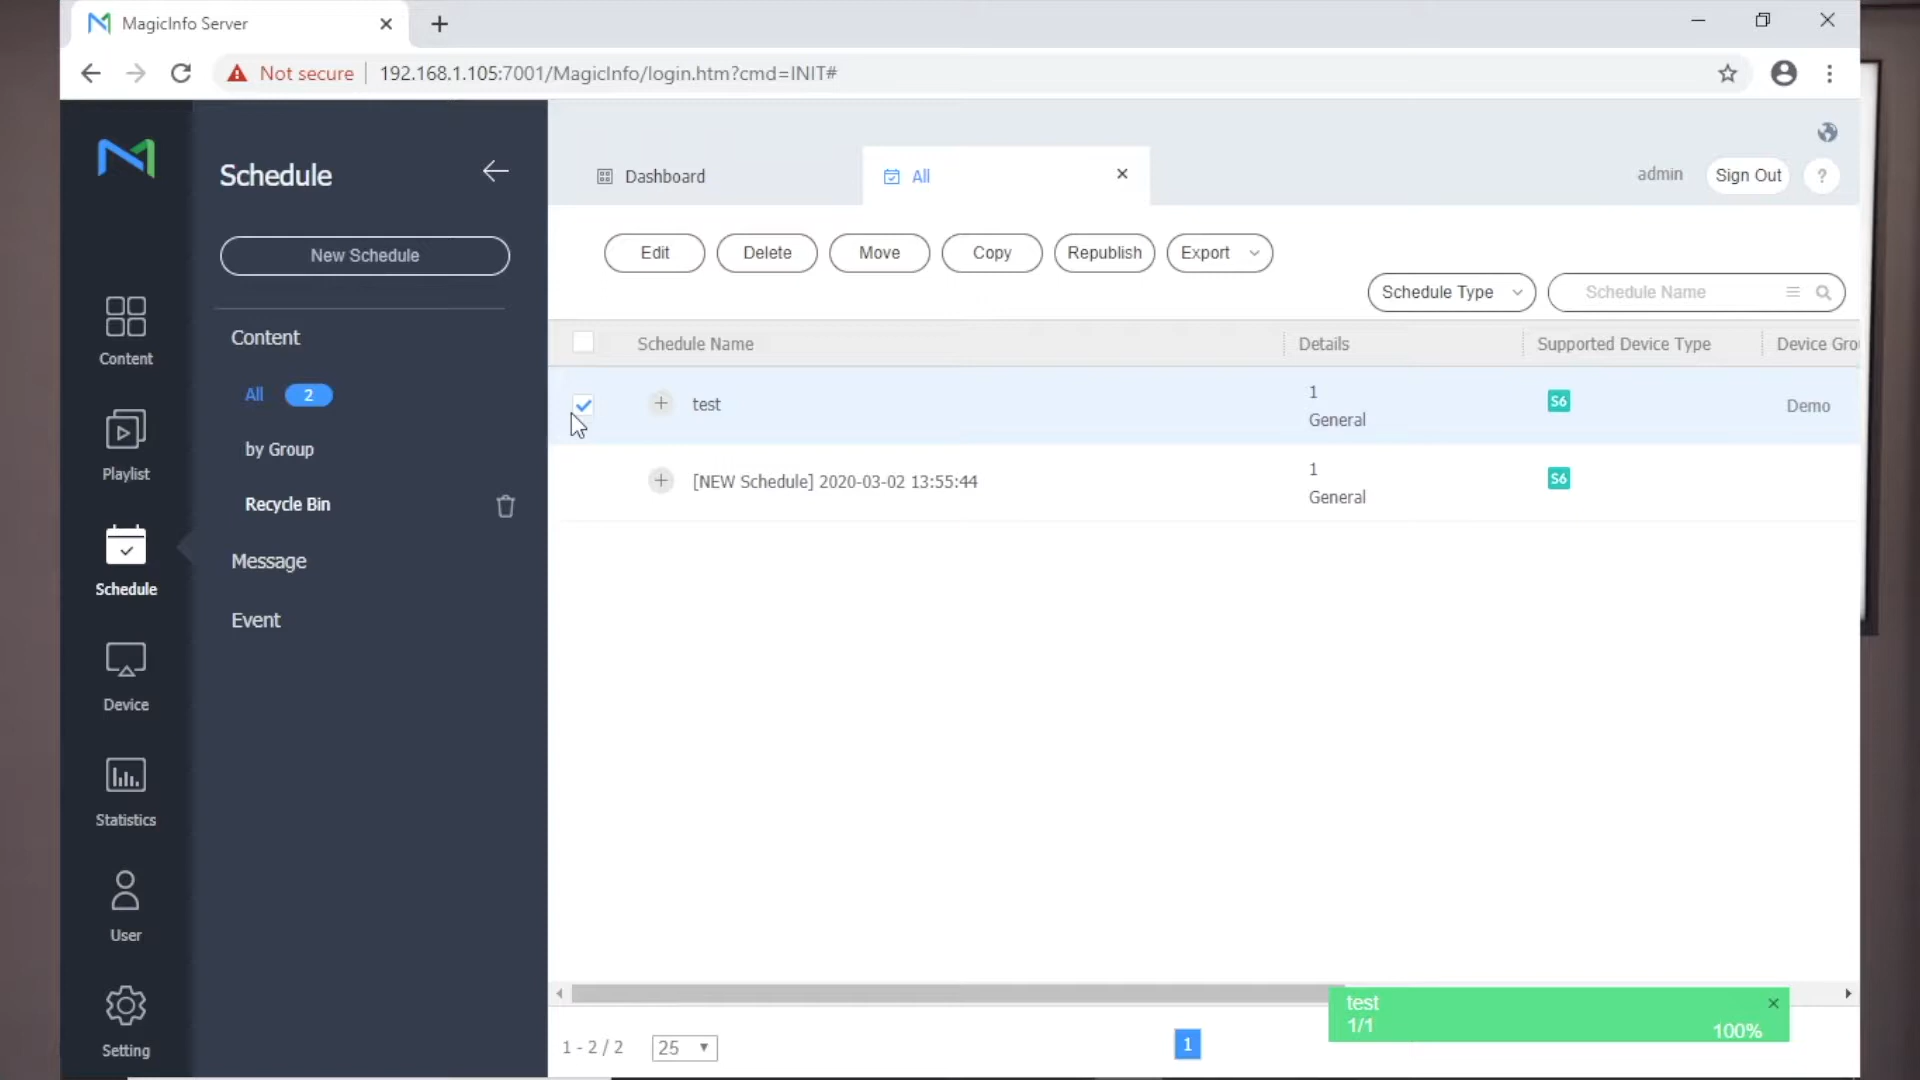 MagicInfo Server
Not secure
192.168.1.105:7001/MagicInfo/login.htm?cmd=INIT#
Schedule
New Schedule
Content
All 2
by Group
Recycle Bin
Message
Event
Content
Playlist
Schedule
Device
Statistics
User
Setting
Dashboard
All
admin
Sign Out
?
Edit
Delete
Move
Copy
Republish
Export
Schedule Type
Schedule Name
Schedule Name
Details
Supported Device Type
Device Gro
test
1
General
S6
Demo
[NEW Schedule] 2020-03-02 13:55:44
1
General
S6
1 - 2 / 2
25
1
test
1/1
100%